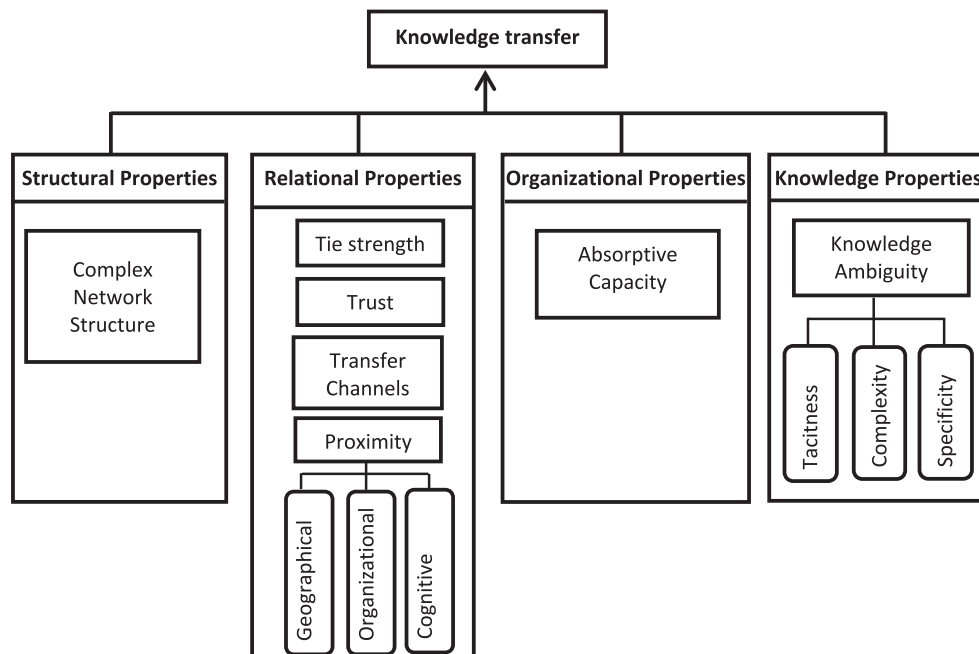 Knowledge transfer
Structural Properties
Complex
Network
Structure
Relational Properties
Tie strength
Trust
Transfer
Channels
Proximity
Geographical
Organizational
Cognitive
Organizational Properties
Absorptive
Capacity
Knowledge Properties
Knowledge
Ambiguity
Tacitness
Complexity
Specificity